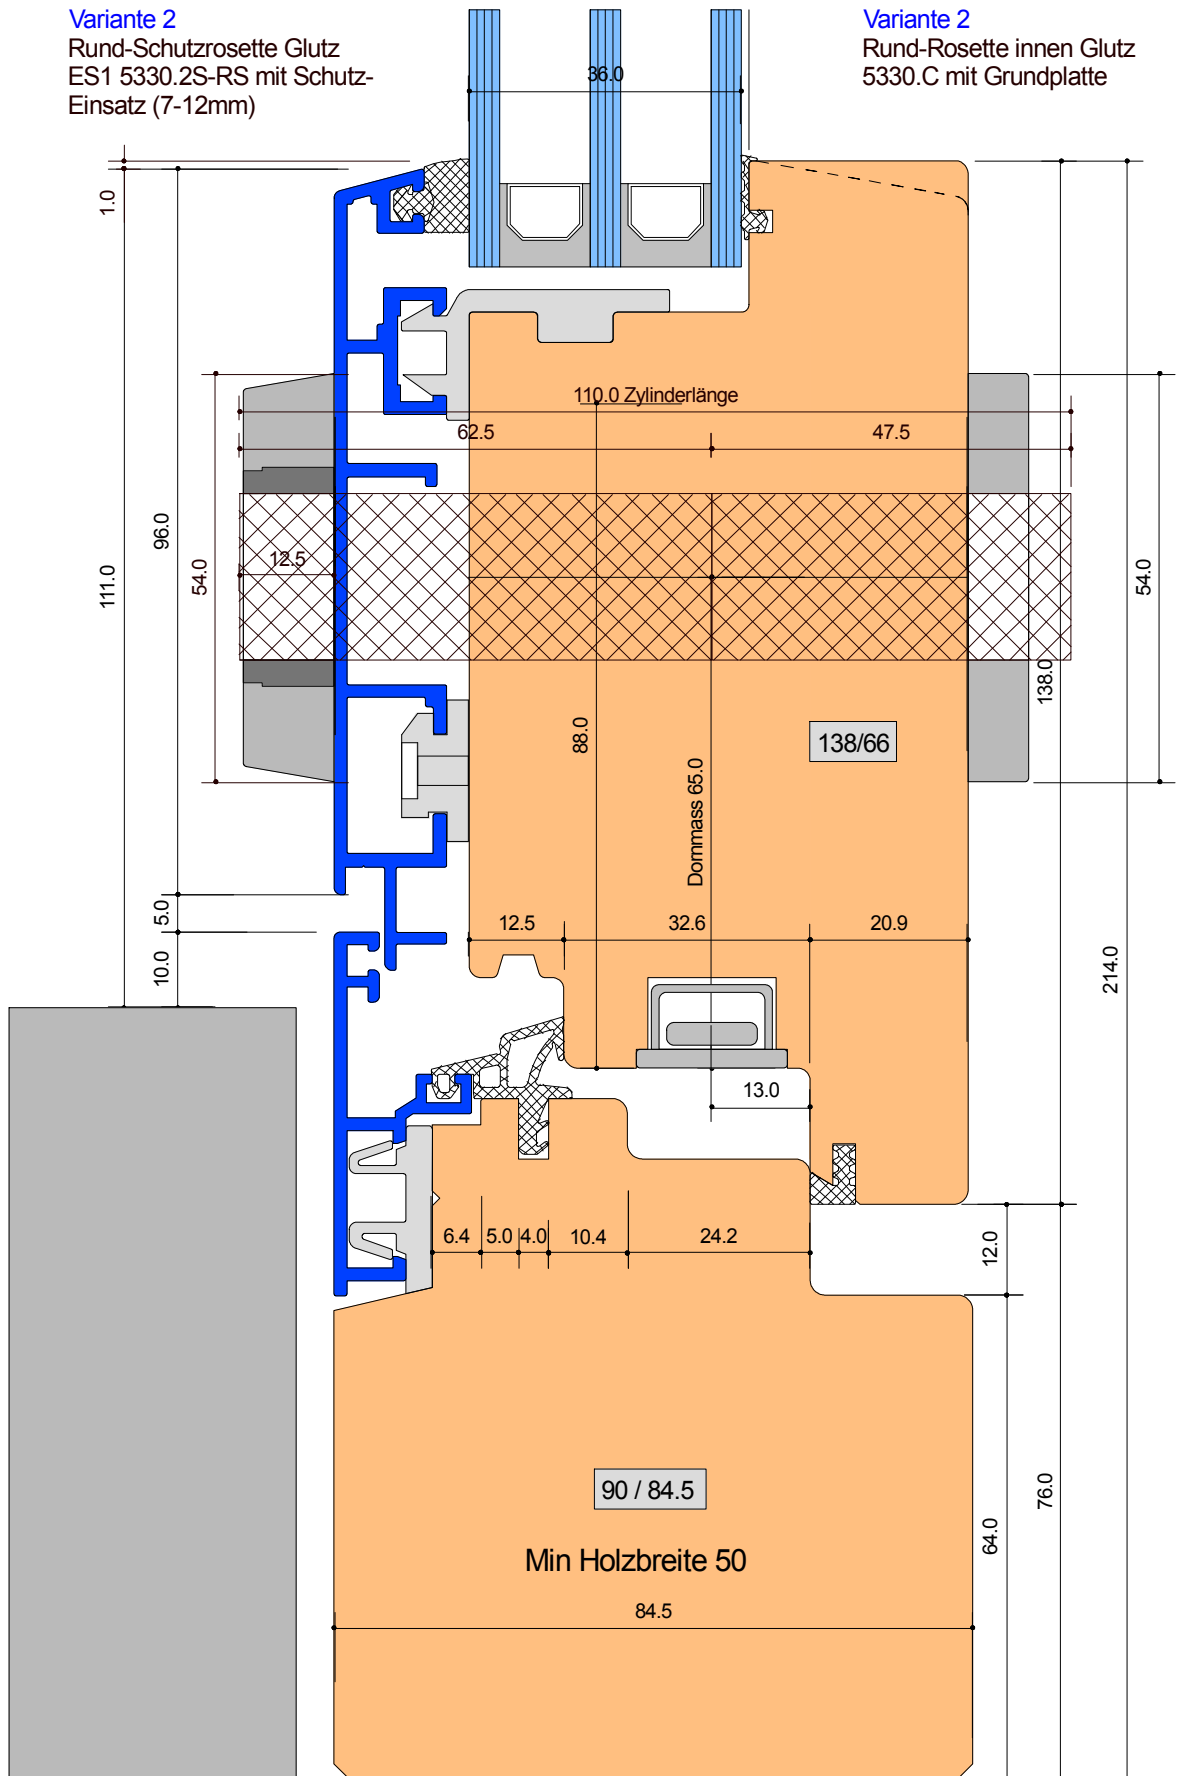 Variante 2
Rund-Schutzrosette Glutz
ES1 5330.2S-RS mit Schutz-
Einsatz (7-12mm)
Variante 2
Rund-Rosette innen Glutz
5330.C mit Grundplatte
36.0
1.0
110.0 Zylinderlänge
62.5
47.5
96.0
12.5
111.0
54.0
54.0
138.0
88.0
138/66
Dornmass 65.0
5.0
12.5
32.6
20.9
10.0
214.0
13.0
6.4
5.0
4.0
10.4
24.2
12.0
90 / 84.5
76.0
64.0
Min Holzbreite 50
84.5